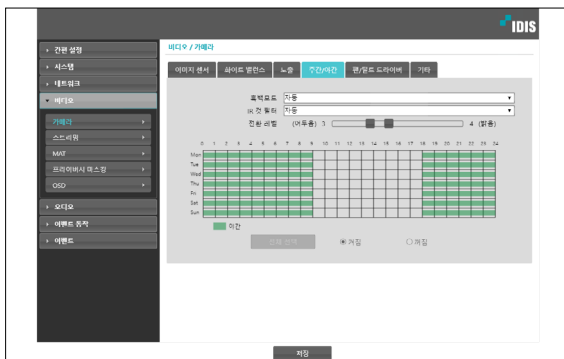 IDIS
간편 설정
시스템
네트워크
비디오
카메라
스트리밍
MAT
프라이버시 마스킹
OSD
오디오
이벤트 동작
이벤트
비디오 / 카메라
이미지 센서 화이트 밸런스 노출 주간/야간 팬/틸트 드라이버 기타
흑백모드 자동
IR 컷 필터 자동
전환 레벨 (어두움) 3 4 (밝음)
0 1 2 3 4 5 6 7 8 9 10 11 12 13 14 15 16 17 18 19 20 21 22 23 24
Mon
Tue
Wed
Thu
Fri
Sat
Sun
야간
전체 선택 켜짐 꺼짐
저장